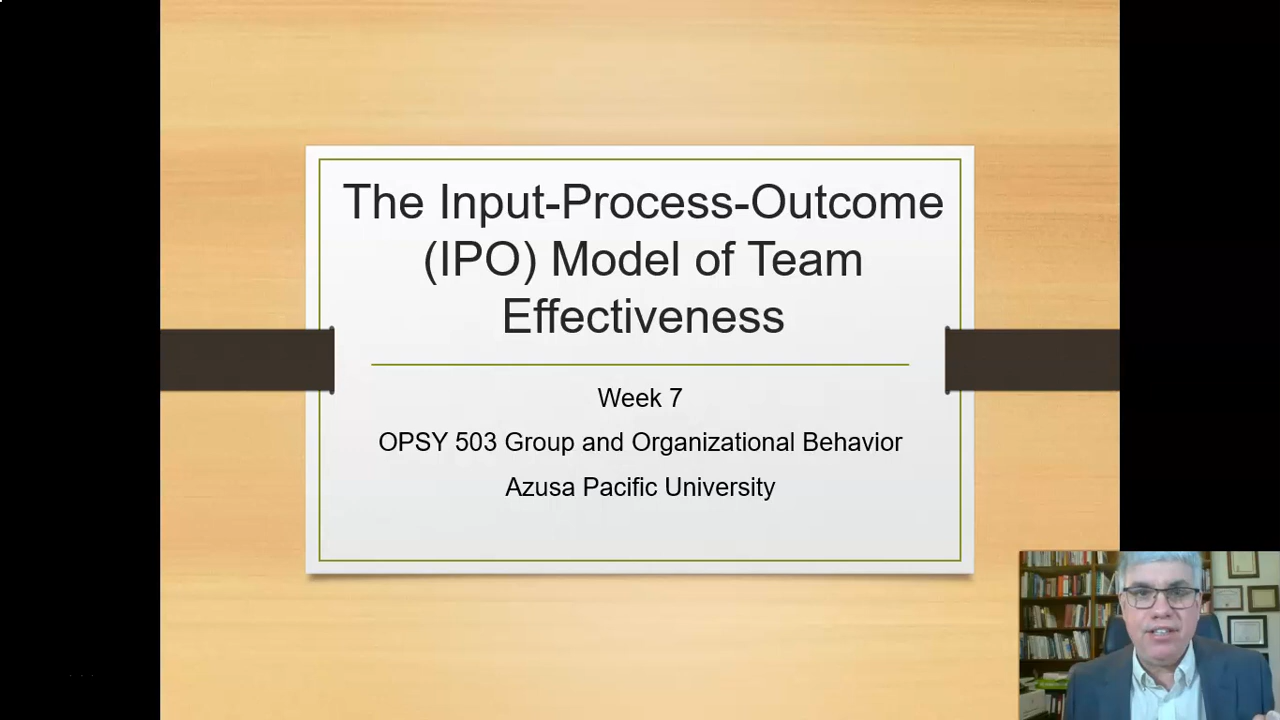 The Input-Process-Outcome
(IPO) Model of Team
Effectiveness
Week 7
OPSY 503 Group and Organizational Behavior
Azusa Pacific University